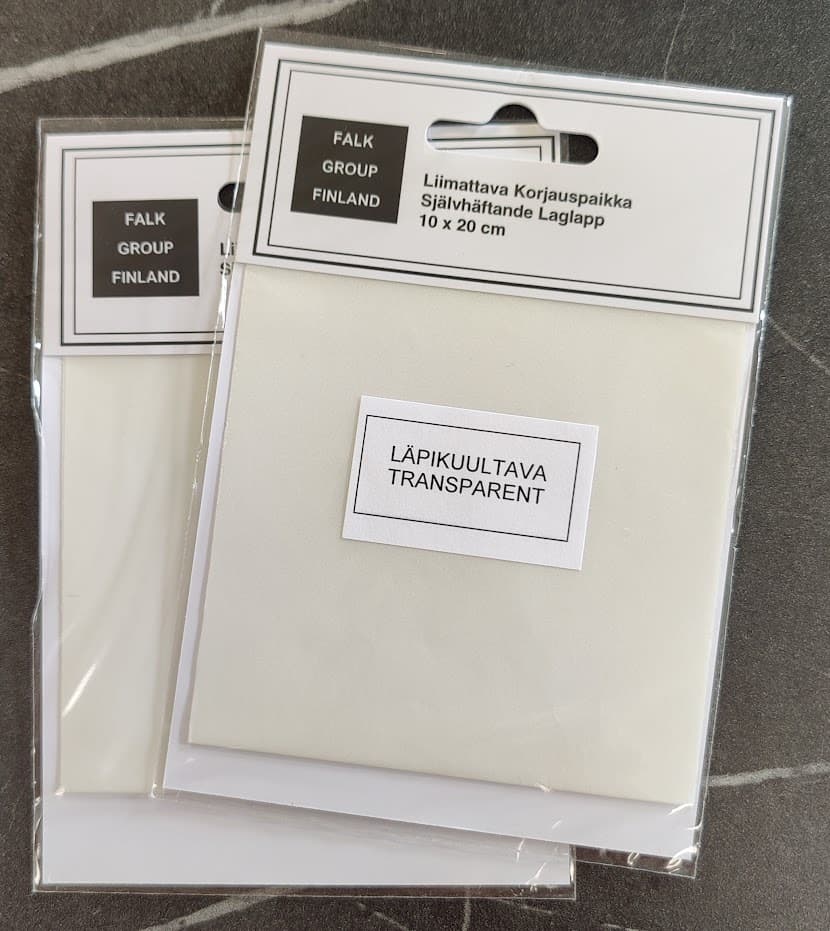 FALK
GROUP
FINLAND
Liimattava Korjauspaikka
Självhäftande Laglapp
10 x 20 cm
LÄPIKUULTAVA
TRANSPARENT
FALK
GROUP
FINLAND